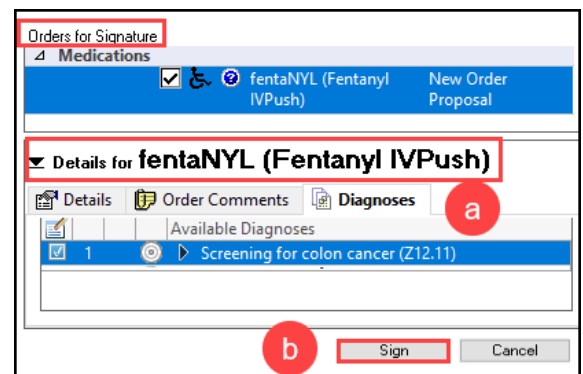 Orders for Signature
Medications
fentaNYL (Fentanyl New Order
IVPush) Proposal
Details for fentaNYL (Fentanyl IVPush)
Details Order Comments Diagnoses
a
Available Diagnoses
1 Screening for colon cancer (Z12.11)
b Sign Cancel